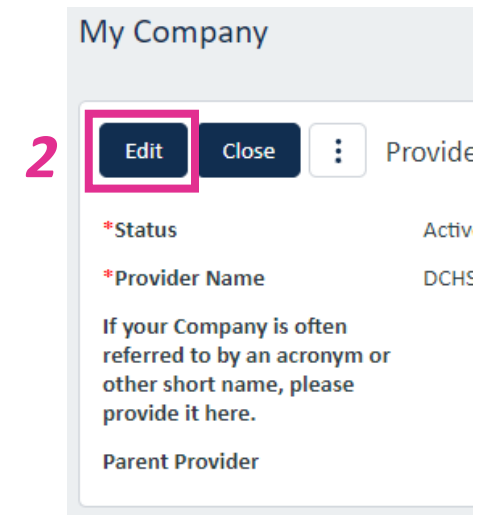 My Company
2 Edit Close Provide
*Status Activ
*Provider Name DCHS
If your Company is often
referred to by an acronym or
other short name, please
provide it here.
Parent Provider